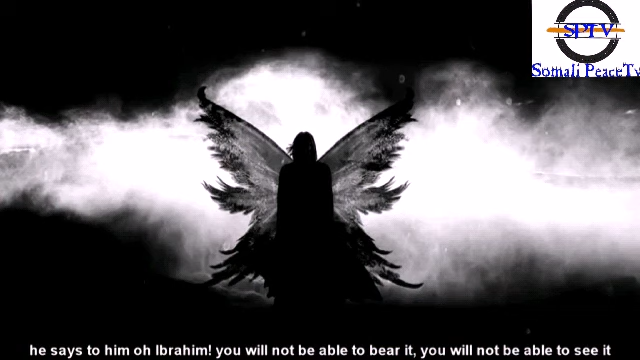 SPTV
Somali PeaceTv
he says to him oh Ibrahim! you will not be able to bear it, you will not be able to see it